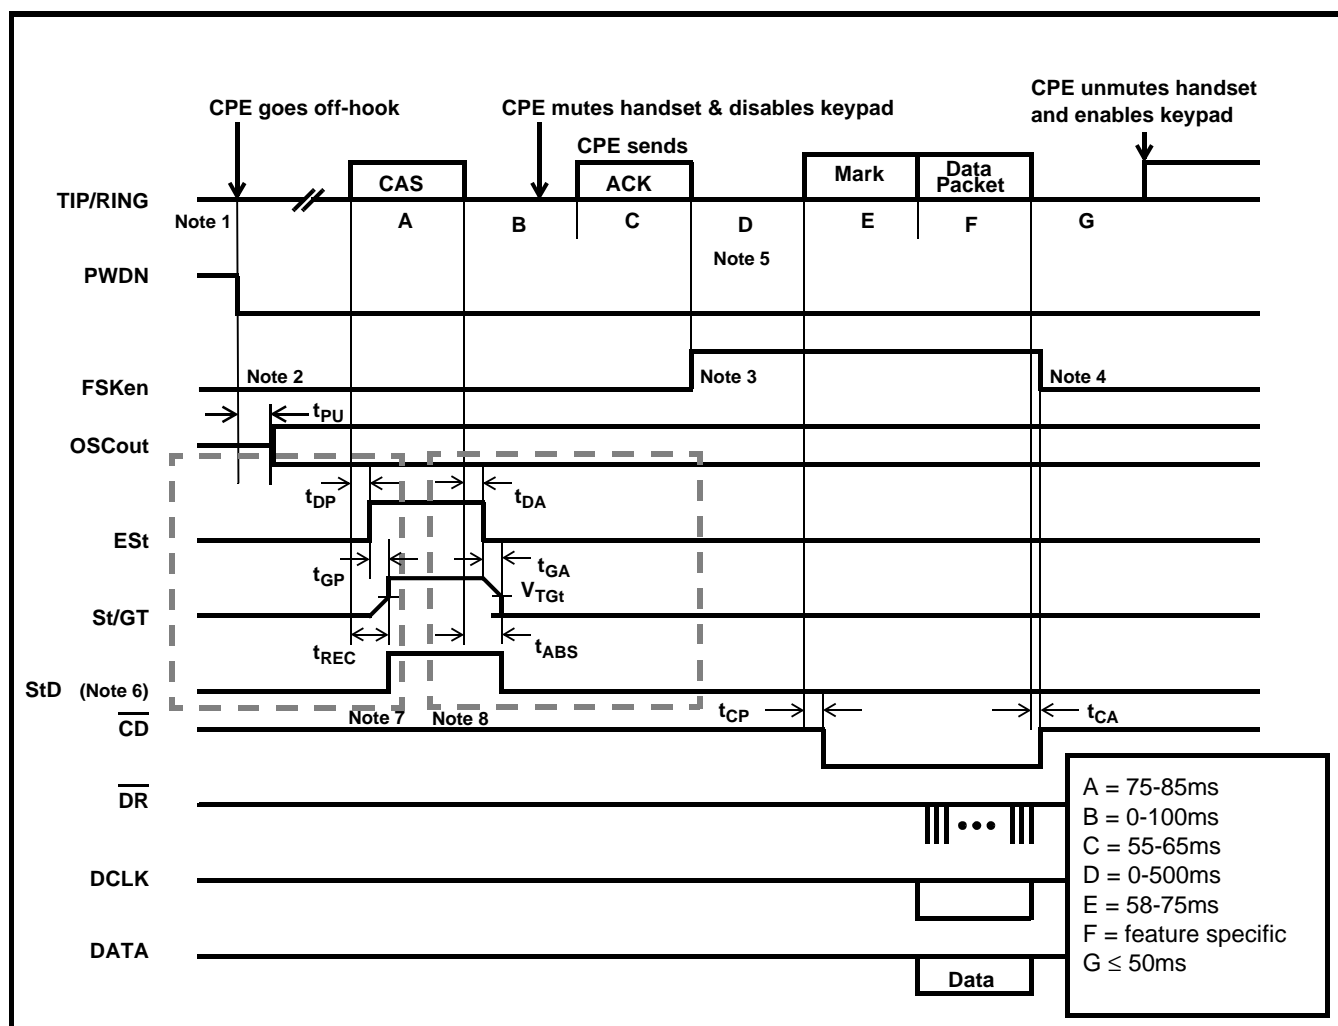 CPE unmutes handset
and enables keypad
CPE goes off-hook
CPE mutes handset & disables keypad
CPE sends
TIP/RING
CAS
ACK
Mark
Data
Packet
Note 1
A
B
C
D
E
F
G
Note 5
PWDN
FSKen
Note 2
Note 3
Note 4
tPU
OSCout
tDP
tDA
ESt
tGP
tGA
VTGt
St/GT
tREC
tABS
StD (Note 6)
Note 7
Note 8
tCP
tCA
CD
DR
•••
DCLK
DATA
Data
A = 75-85ms
B = 0-100ms
C = 55-65ms
D = 0-500ms
E = 58-75ms
F = feature specific
G ≤ 50ms